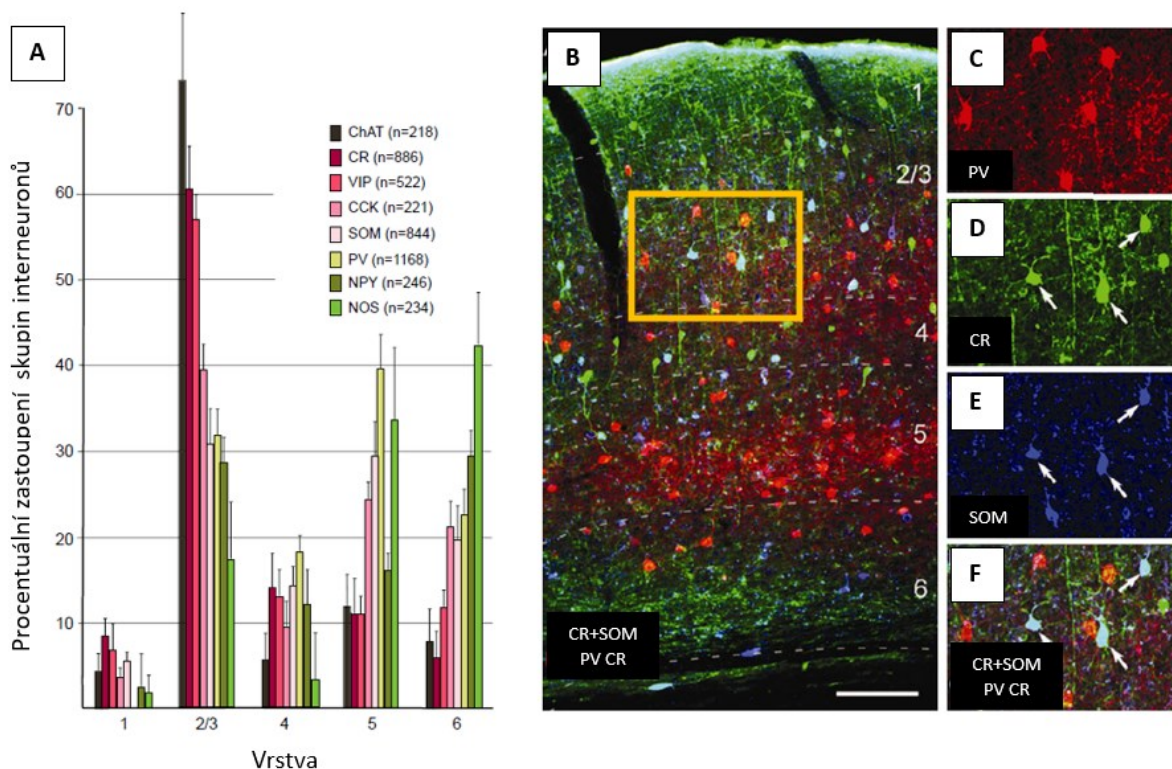 A
Procentuální zastoupení skupin interneuronů
70
60
50
40
30
20
10
ChAT (n=218)
CR (n=886)
VIP (n=522)
CCK (n=221)
SOM (n=844)
PV (n=1168)
NPY (n=246)
NOS (n=234)
1
2/3
4
5
6
Vrstva
B
1
2/3
4
5
6
CR+SOM
PV CR
C
PV
D
CR
E
SOM
F
CR+SOM
PV CR